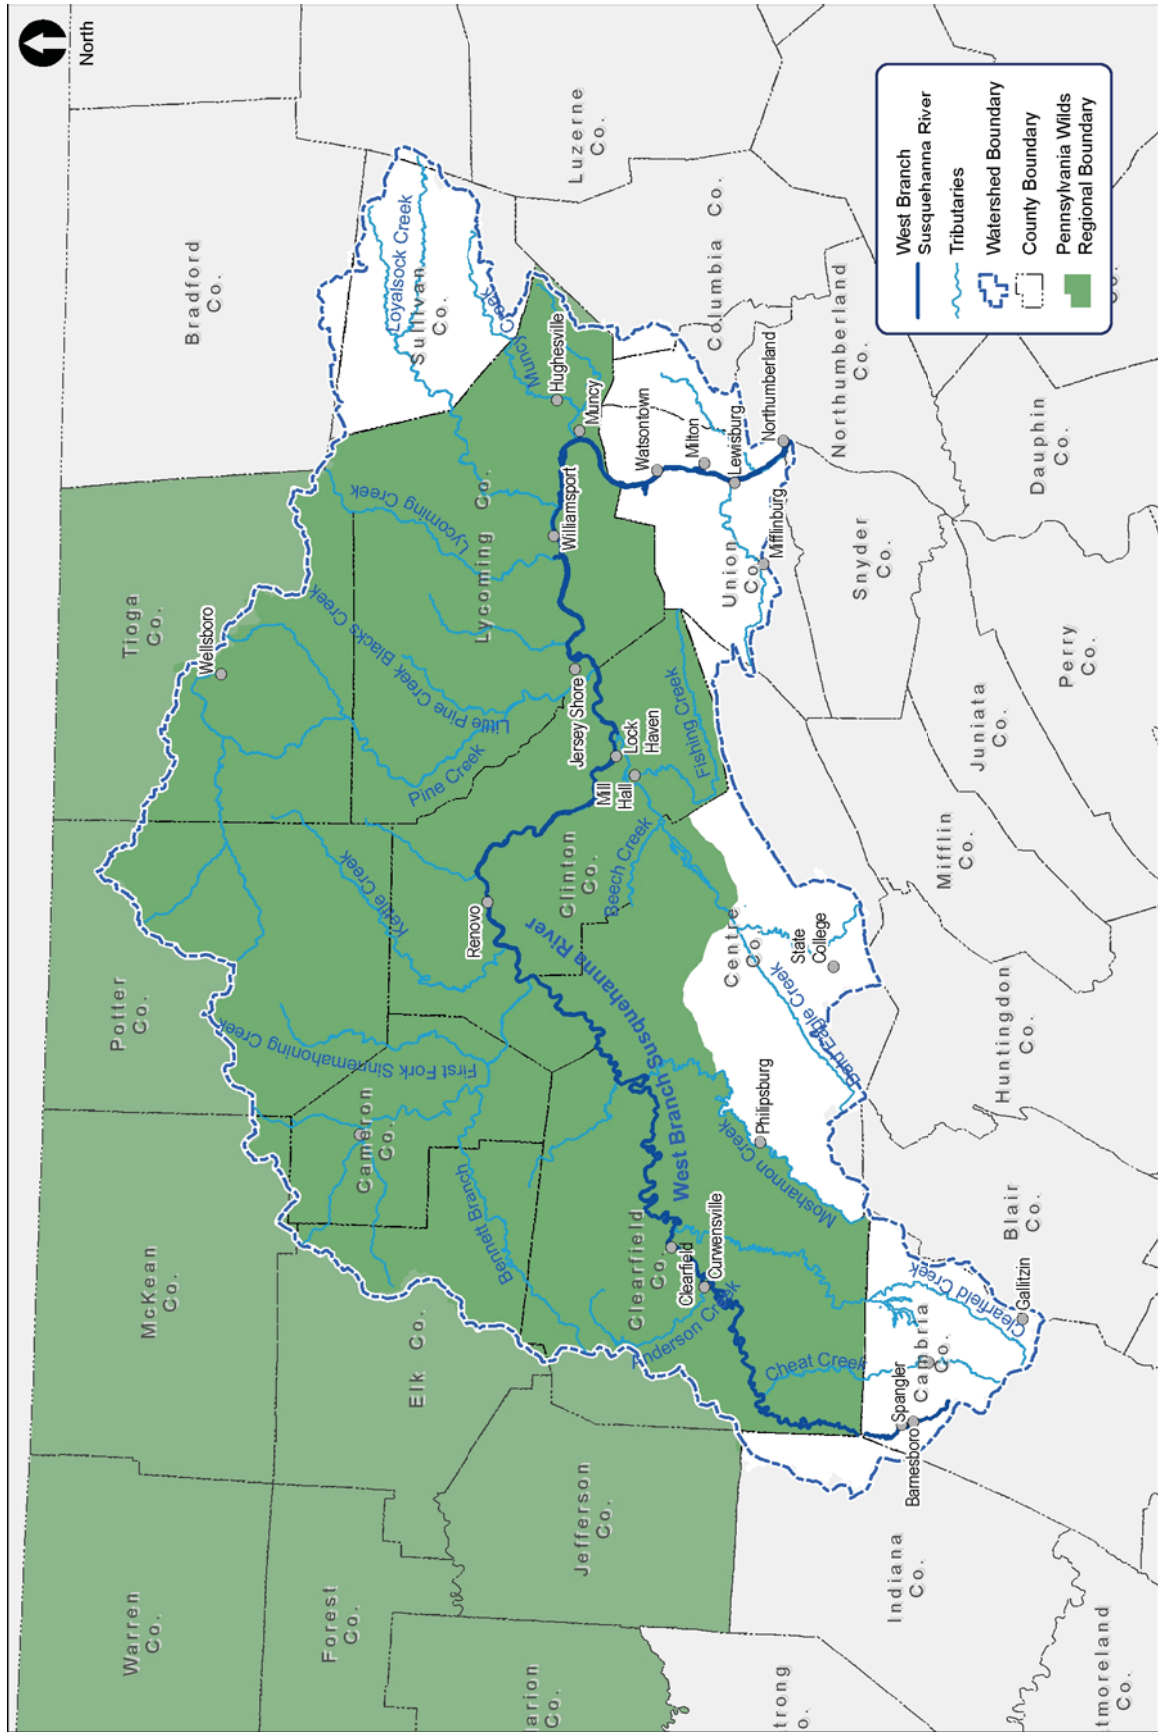 North
Warren
Co.
McKean
Co.
Potter
Co.
Tioga
Co.
Bradford
Co.
Wellsboro
Forest
Co.
Elk Co.
Cameron
Co.
First Fork Sinnemahoning Creek
Kettle Creek
Pine Creek
Little Pine Creek
Blacks Creek
Lycoming Creek
Lycoming Co.
Loyalsock Creek
Sullivan
Co.
Muncy Creek
Hughesville
Muncy
Williamsport
Jersey Shore
Lock
Haven
Mill
Hall
Renovo
Clinton
Co.
Beech Creek
Fishing Creek
Luzerne
Co.
Columbia Co.
Watsontown
Milton
Lewisburg
Northumberland
Mifflinburg
Union
Co.
Northumberland
Co.
Snyder
Co.
Dauphin
Co.
Perry
Co.
Juniata
Co.
Mifflin
Co.
Centre
Co.
State
College
Bald Eagle Creek
Huntingdon
Co.
West Branch Susquehanna River
Philipsburg
Moshannon Creek
Bennett Branch
Clearfield
Co.
Clearfield
Curwensville
Anderson Creek
Cheat Creek
Clearfield Creek
Gallitzin
Blair
Co.
Cambria
Co.
Spangler
Barnesboro
Jefferson
Co.
Indiana
Co.
larion
Co.
trong
o.
tmoreland
Co.
Co.
West Branch
Susquehanna River
Tributaries
Watershed Boundary
County Boundary
Pennsylvania Wilds
Regional Boundary